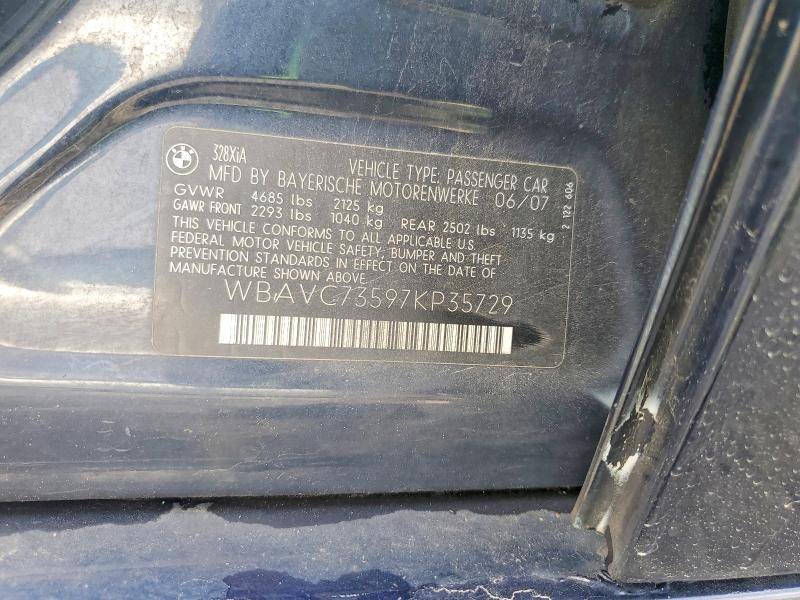 328XiA
VEHICLE TYPE: PASSENGER CAR
MFD BY BAYERISCHE MOTORENWERKE 06/07
GVWR 4685 lbs 2125 kg
GAWR FRONT 2293 lbs 1040 kg REAR 2502 lbs 1135 kg
THIS VEHICLE CONFORMS TO ALL APPLICABLE U.S.
FEDERAL MOTOR VEHICLE SAFETY, BUMPER AND THEFT
PREVENTION STANDARDS IN EFFECT ON THE DATE OF
MANUFACTURE SHOWN ABOVE
WBAVC73597KP35729
2 122 606